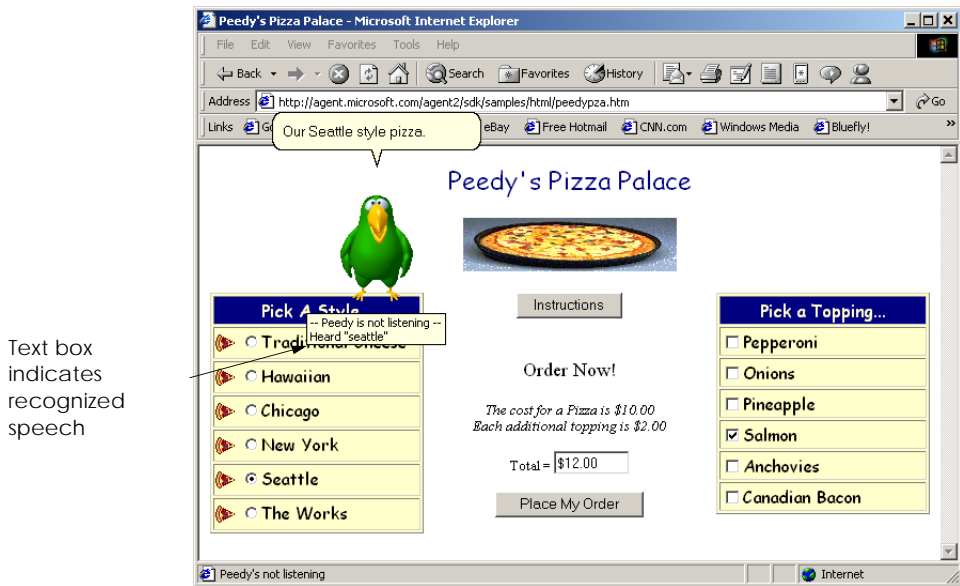 Peedy's Pizza Palace - Microsoft Internet Explorer
File Edit View Favorites Tools Help
Back Search Favorites History
Address http://agent.microsoft.com/agent2/sdk/samples/html/peedypza.htm Go
Links eBay Free Hotmail CNN.com Windows Media Bluefly! »
Our Seattle style pizza.
Peedy's Pizza Palace
Pick A Style
-- Peedy is not listening --
Heard "seattle"
Hawaiian
Chicago
New York
Seattle
The Works
Instructions
Order Now!
The cost for a Pizza is $10.00
Each additional topping is $2.00
Total = $12.00
Place My Order
Pick a Topping...
Pepperoni
Onions
Pineapple
Salmon
Anchovies
Canadian Bacon
Peedy's not listening Internet
Text box
indicates
recognized
speech